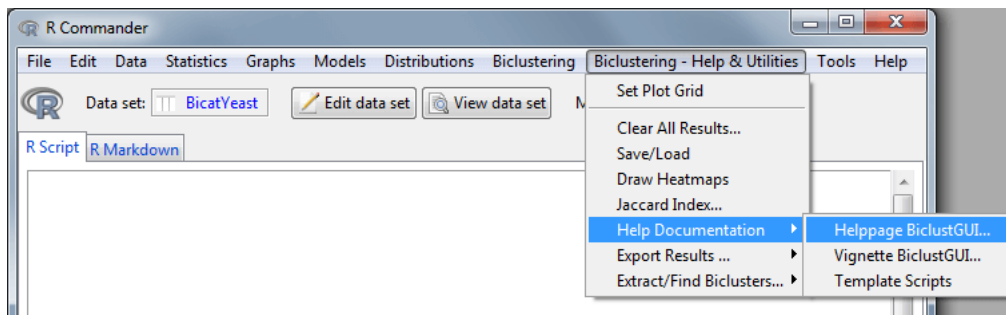 R Commander
File Edit Data Statistics Graphs Models Distributions Biclustering Biclustering - Help & Utilities Tools Help
R Data set: BicatYeast Edit data set View data set
Set Plot Grid
R Script R Markdown
Clear All Results...
Save/Load
Draw Heatmaps
Jaccard Index...
Help Documentation Helppage BiclustGUI...
Export Results ... Vignette BiclustGUI...
Extract/Find Biclusters... Template Scripts